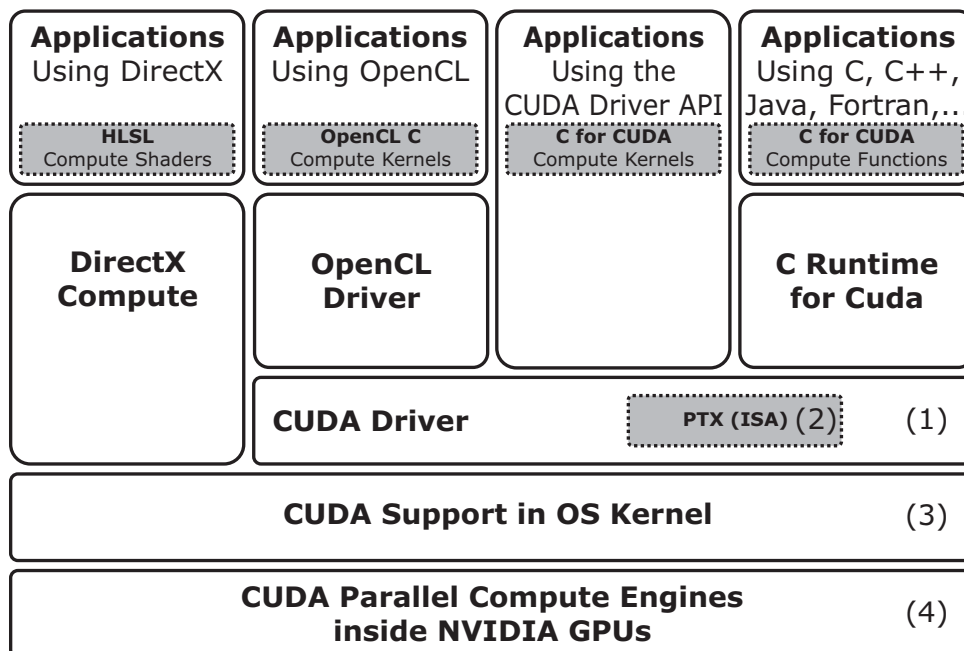 Applications
Using DirectX
HLSL
Compute Shaders
Applications
Using OpenCL
OpenCL C
Compute Kernels
Applications
Using the
CUDA Driver API
C for CUDA
Compute Kernels
Applications
Using C, C++,
Java, Fortran,...
C for CUDA
Compute Functions
DirectX
Compute
OpenCL
Driver
C Runtime
for Cuda
CUDA Driver
PTX (ISA) (2)
(1)
CUDA Support in OS Kernel
(3)
CUDA Parallel Compute Engines
inside NVIDIA GPUs
(4)